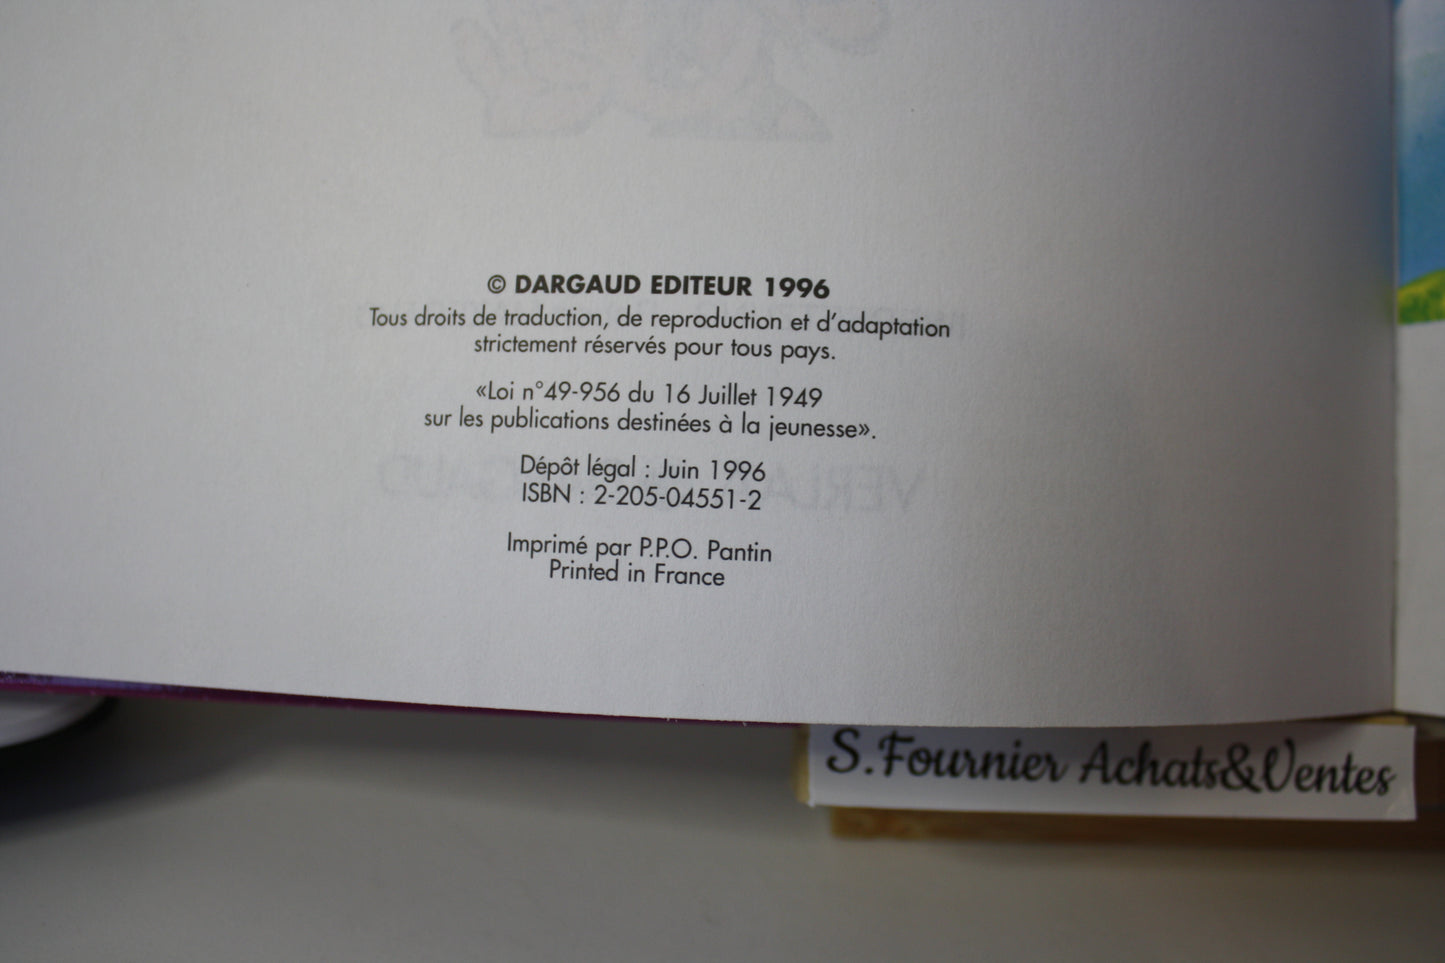 © DARGAUD EDITEUR 1996
Tous droits de traduction, de reproduction et d'adaptation
strictement réservés pour tous pays.
«Loi n°49-956 du 16 Juillet 1949
sur les publications destinées à la jeunesse».
Dépôt légal : Juin 1996
ISBN : 2-205-04551-2
Imprimé par P.P.O. Pantin
Printed in France
S.Fournier Achats&Ventes